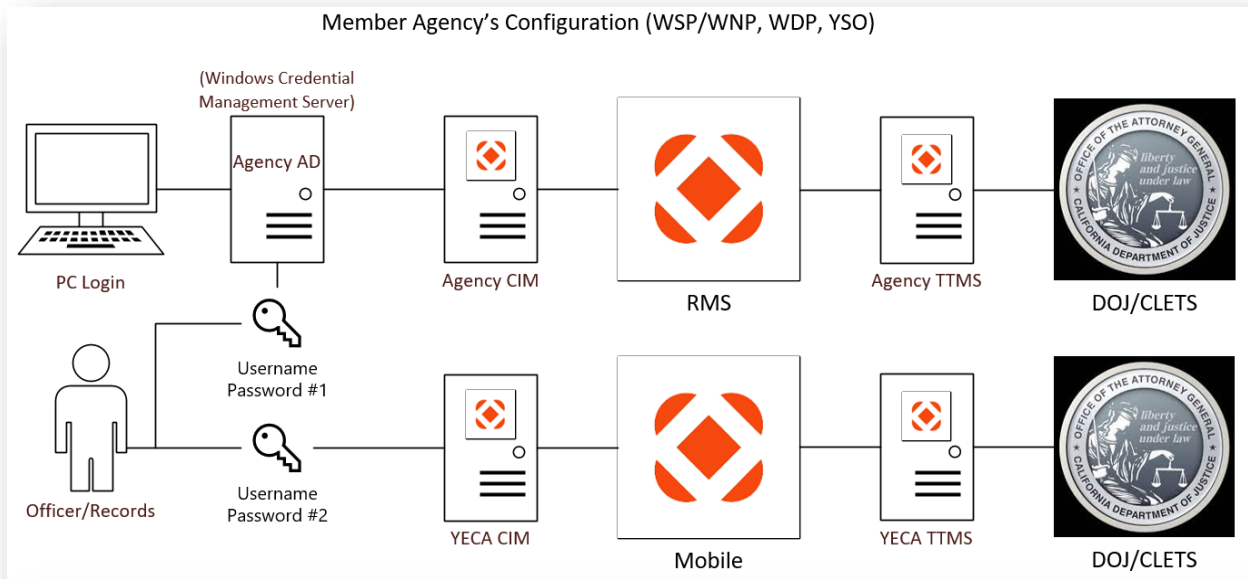 Member Agency's Configuration (WSP/WNP, WDP, YSO)
(Windows Credential
Management Server)
Agency AD
PC Login
Agency CIM
RMS
Agency TTMS
OFFICE OF THE ATTORNEY GENERAL
liberty
and justice
under law
CALIFORNIA DEPARTMENT OF JUSTICE
DOJ/CLETS
Username
Password #1
Officer/Records
Username
Password #2
YECA CIM
Mobile
YECA TTMS
OFFICE OF THE ATTORNEY GENERAL
liberty
and justice
under law
CALIFORNIA DEPARTMENT OF JUSTICE
DOJ/CLETS